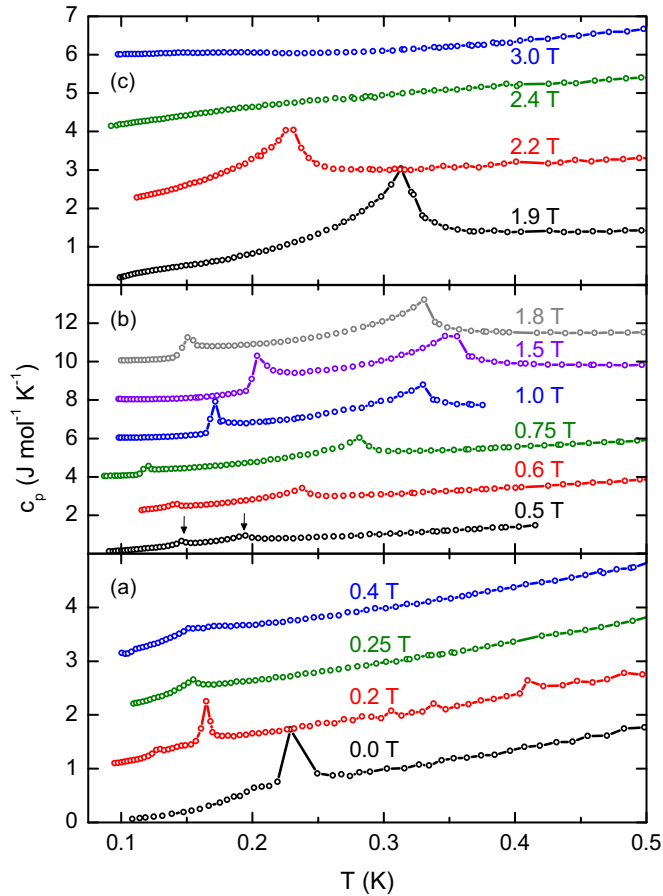 7
6
5
4
3
2
1
(c)
3.0 T
2.4 T
2.2 T
1.9 T
12
10
8
6
4
2
(b)
1.8 T
1.5 T
1.0 T
0.75 T
0.6 T
0.5 T
cₚ (J mol⁻¹ K⁻¹)
4
3
2
1
0
(a)
0.4 T
0.25 T
0.2 T
0.0 T
0.1 0.2 0.3 0.4 0.5
T (K)